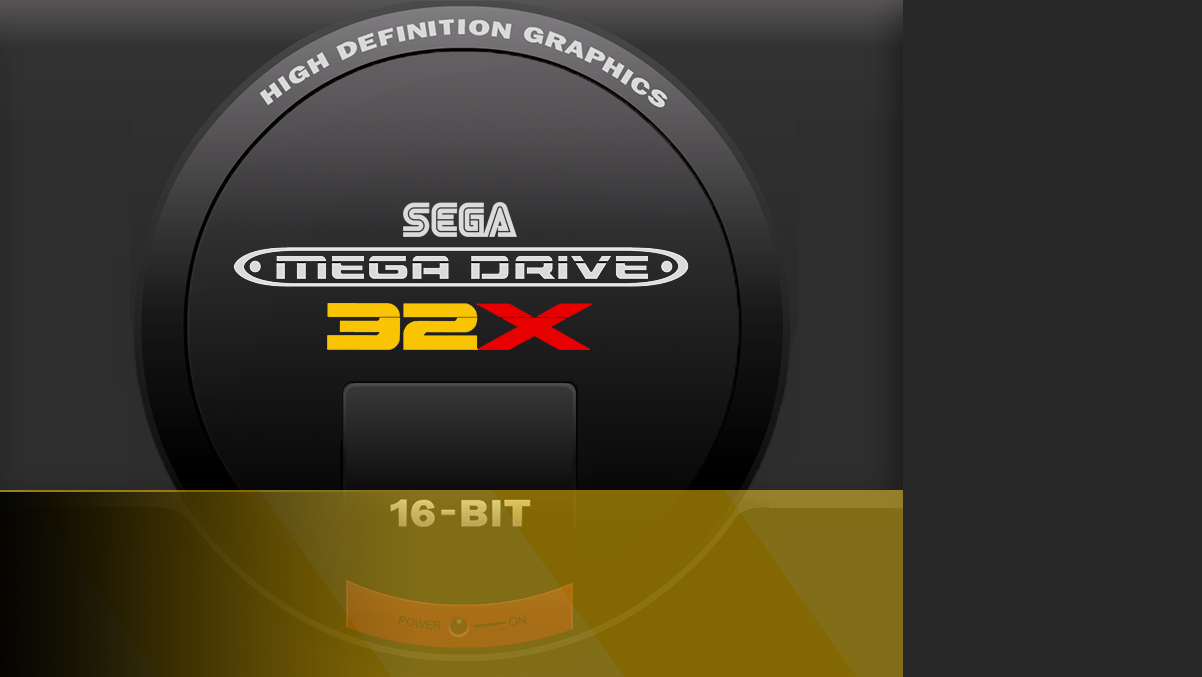 HIGH DEFINITION GRAPHICS
SEGA
MEGA DRIVE
32X
16-BIT
POWER ON